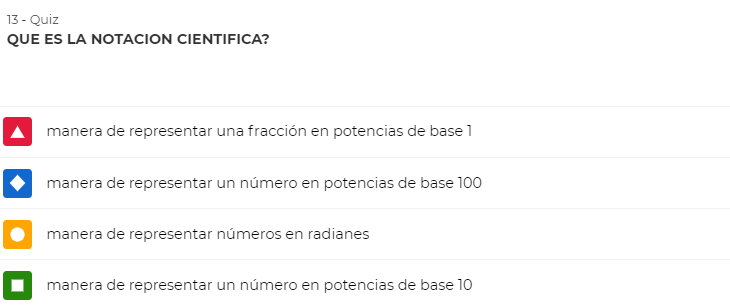 13 - Quiz
QUE ES LA NOTACION CIENTIFICA?
manera de representar una fracción en potencias de base 1
manera de representar un número en potencias de base 100
manera de representar números en radianes
manera de representar un número en potencias de base 10